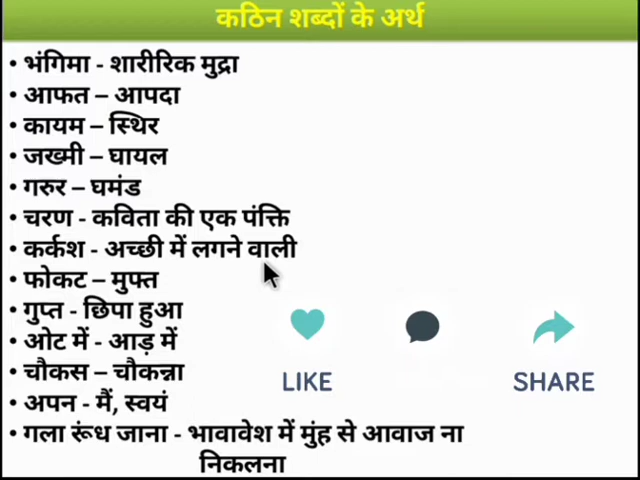 कठिन शब्दों के अर्थ
• भंगिमा - शारीरिक मुद्रा
• आफत – आपदा
• कायम – स्थिर
• जख्मी – घायल
• गरुर – घमंड
• चरण - कविता की एक पंक्ति
• कर्कश - अच्छी में लगने वाली
• फोकट – मुफ्त
• गुप्त - छिपा हुआ
• ओट में - आड़ में
• चौकस – चौकन्ना
• अपन - मैं, स्वयं
• गला रूंध जाना - भावावेश में मुंह से आवाज ना
निकलना
LIKE
SHARE